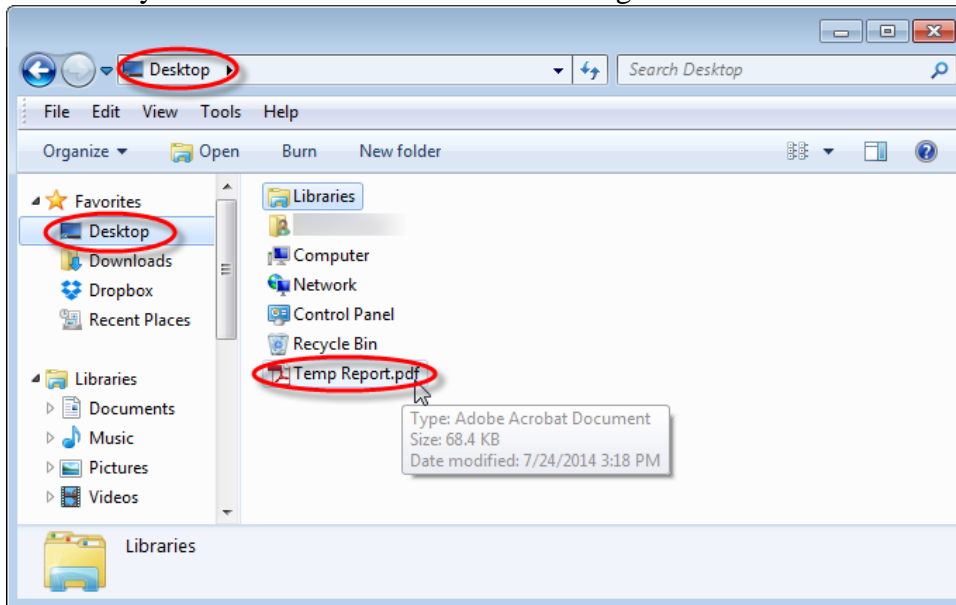 Desktop
Search Desktop
File Edit View Tools Help
Organize Open Burn New folder
Favorites
Desktop
Downloads
Dropbox
Recent Places
Libraries
Documents
Music
Pictures
Videos
Libraries
Computer
Network
Control Panel
Recycle Bin
Temp Report.pdf
Type: Adobe Acrobat Document
Size: 68.4 KB
Date modified: 7/24/2014 3:18 PM
Libraries